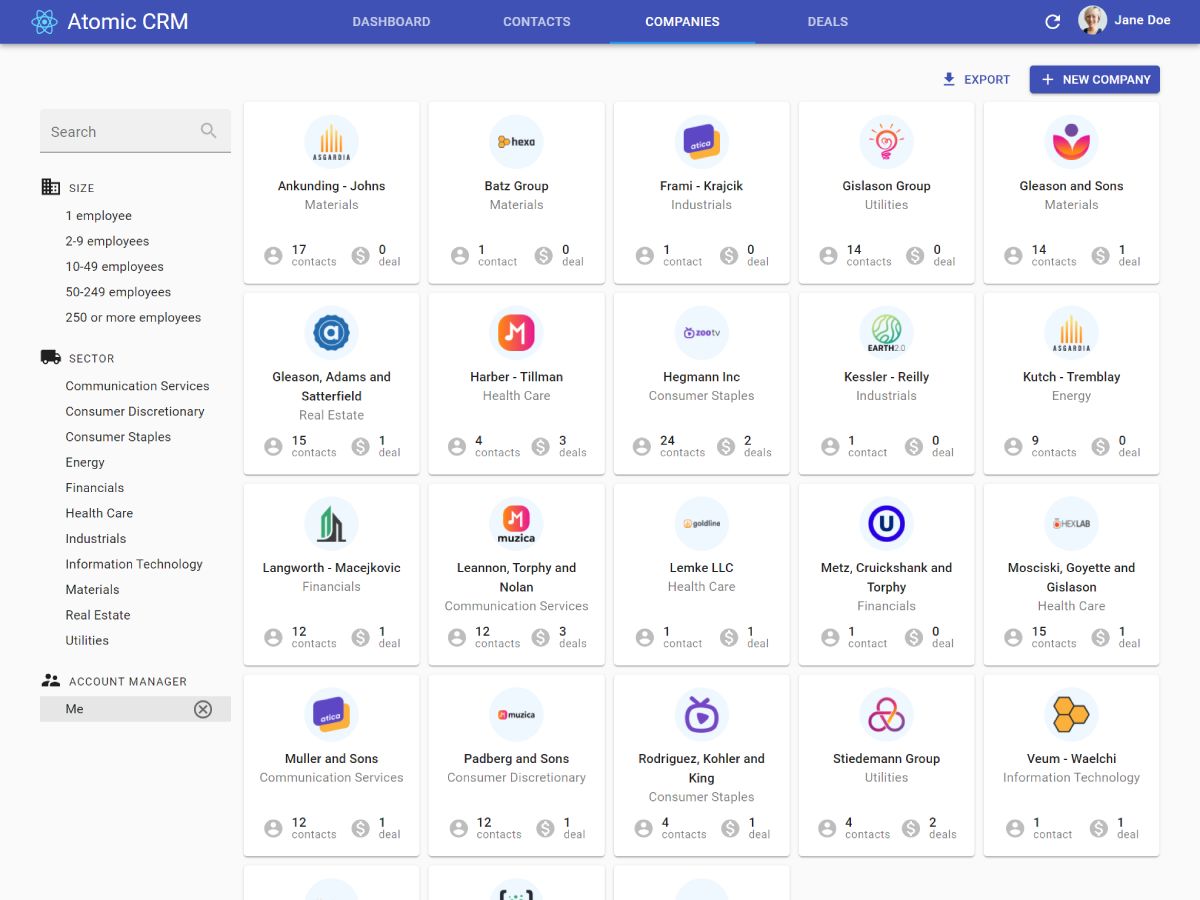 Atomic CRM
DASHBOARD
CONTACTS
COMPANIES
DEALS
Jane Doe
EXPORT
NEW COMPANY
Search
SIZE
1 employee
2-9 employees
10-49 employees
50-249 employees
250 or more employees
SECTOR
Communication Services
Consumer Discretionary
Consumer Staples
Energy
Financials
Health Care
Industrials
Information Technology
Materials
Real Estate
Utilities
ACCOUNT MANAGER
Me
ASGARDIA
Ankunding - Johns
Materials
17 contacts
0 deal
hexa
Batz Group
Materials
1 contact
0 deal
atica
Frami - Krajcik
Industrials
1 contact
0 deal
Gislason Group
Utilities
14 contacts
0 deal
Gleason and Sons
Materials
14 contacts
1 deal
a
Gleason, Adams and
Satterfield
Real Estate
15 contacts
1 deal
M
Harber - Tillman
Health Care
4 contacts
3 deals
zootv
Hegmann Inc
Consumer Staples
24 contacts
2 deals
EARTH2.0
Kessler - Reilly
Industrials
1 contact
0 deal
ASGARDIA
Kutch - Tremblay
Energy
9 contacts
0 deal
Langworth - Macejkovic
Financials
12 contacts
1 deal
M
muzica
Leannon, Torphy and
Nolan
Communication Services
12 contacts
3 deals
goldline
Lemke LLC
Health Care
1 contact
1 deal
U
Metz, Cruickshank and
Torphy
Financials
1 contact
0 deal
HEXLAB
Mosciski, Goyette and
Gislason
Health Care
15 contacts
1 deal
atica
Muller and Sons
Communication Services
12 contacts
1 deal
muzica
Padberg and Sons
Consumer Discretionary
12 contacts
1 deal
Rodriguez, Kohler and
King
Consumer Staples
4 contacts
1 deal
Stiedemann Group
Utilities
4 contacts
2 deals
Veum - Waelchi
Information Technology
1 contact
1 deal